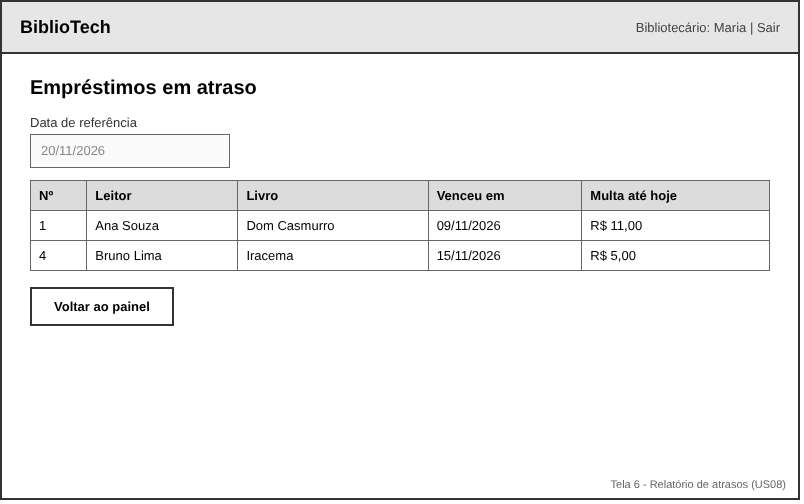 BiblioTech
Bibliotecário: Maria | Sair
Empréstimos em atraso
Data de referência
20/11/2026
Nº Leitor Livro Venceu em Multa até hoje
1 Ana Souza Dom Casmurro 09/11/2026 R$ 11,00
4 Bruno Lima Iracema 15/11/2026 R$ 5,00
Voltar ao painel
Tela 6 - Relatório de atrasos (US08)